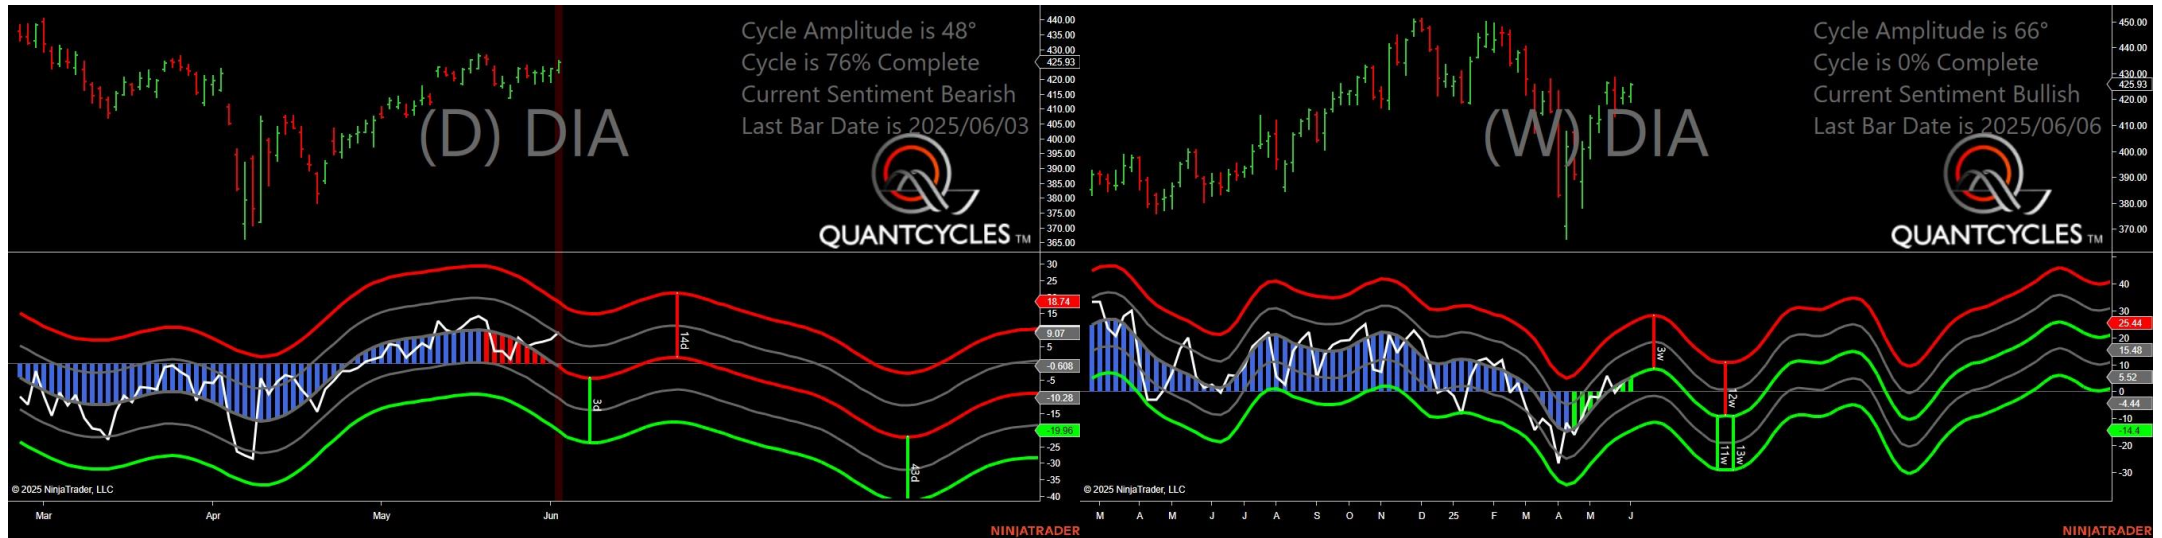 Cycle Amplitude is 48°
Cycle is 76% Complete
Current Sentiment Bearish
Last Bar Date is 2025/06/03
(D) DIA
QUANTCYCLES TM
440.00
435.00
430.00
425.93
420.00
415.00
410.00
405.00
400.00
395.00
390.00
385.00
380.00
375.00
370.00
365.00
30
25
18.74
15
9.07
5
-0.608
-5
-10.28
-15
-19.96
-25
-30
-35
-40
14d
3d
43d
© 2025 NinjaTrader, LLC
Mar Apr May Jun
NINJATRADER
Cycle Amplitude is 66°
Cycle is 0% Complete
Current Sentiment Bullish
Last Bar Date is 2025/06/06
(W) DIA
QUANTCYCLES TM
450.00
440.00
430.00
425.93
420.00
410.00
400.00
390.00
380.00
370.00
40
30
25.44
20
15.48
10
5.52
0
-4.44
-10
-14.4
-20
-30
3w
12w
11w
13w
© 2025 NinjaTrader, LLC
M A M J J A S O N D 25 F M A M J
NINJATRADER